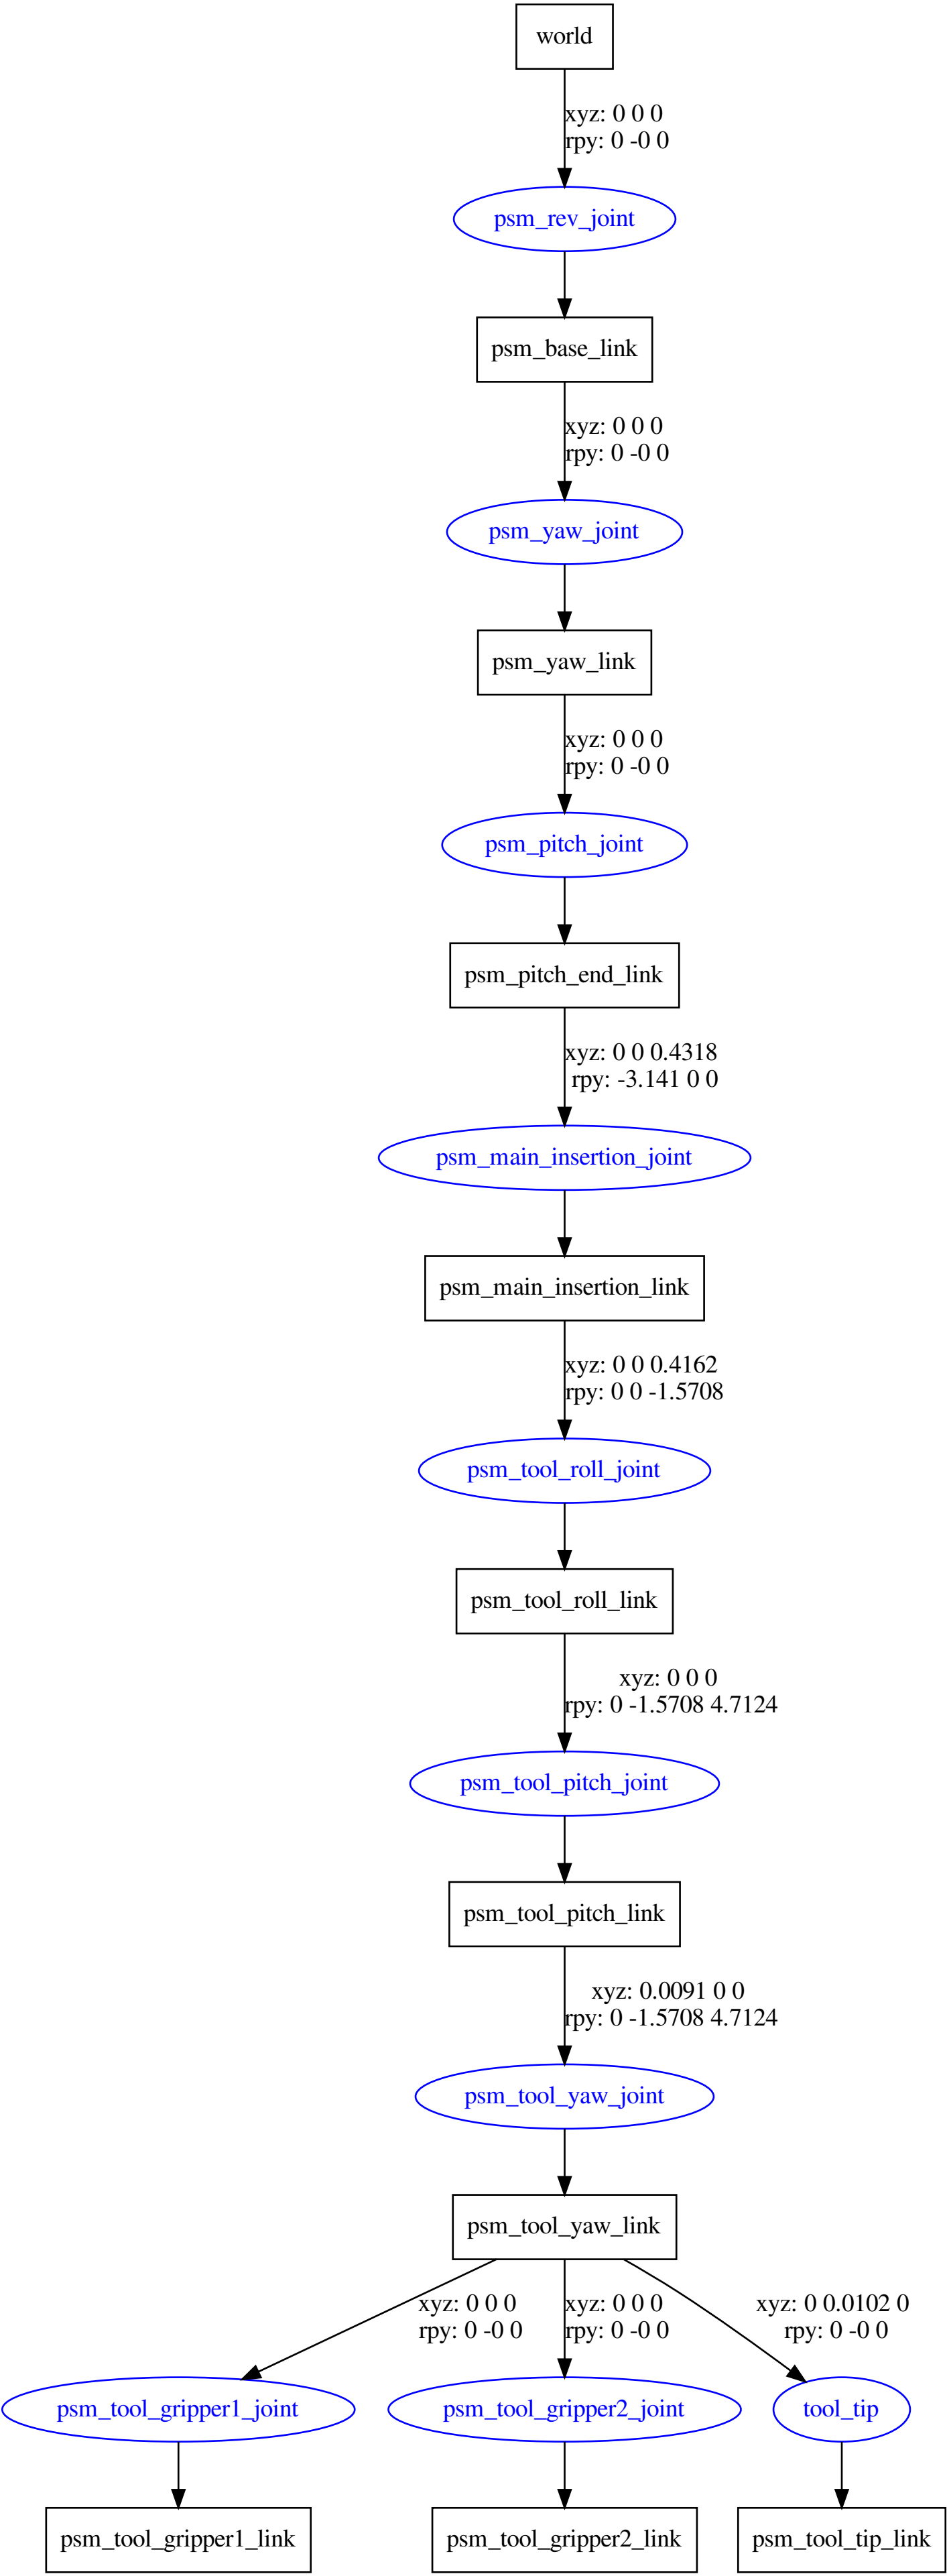 world
xyz: 0 0 0
rpy: 0 -0 0
psm_rev_joint
psm_base_link
xyz: 0 0 0
rpy: 0 -0 0
psm_yaw_joint
psm_yaw_link
xyz: 0 0 0
rpy: 0 -0 0
psm_pitch_joint
psm_pitch_end_link
xyz: 0 0 0.4318
rpy: -3.141 0 0
psm_main_insertion_joint
psm_main_insertion_link
xyz: 0 0 0.4162
rpy: 0 0 -1.5708
psm_tool_roll_joint
psm_tool_roll_link
xyz: 0 0 0
rpy: 0 -1.5708 4.7124
psm_tool_pitch_joint
psm_tool_pitch_link
xyz: 0.0091 0 0
rpy: 0 -1.5708 4.7124
psm_tool_yaw_joint
psm_tool_yaw_link
xyz: 0 0 0
rpy: 0 -0 0
xyz: 0 0 0
rpy: 0 -0 0
xyz: 0 0.0102 0
rpy: 0 -0 0
psm_tool_gripper1_joint
psm_tool_gripper2_joint
tool_tip
psm_tool_gripper1_link
psm_tool_gripper2_link
psm_tool_tip_link